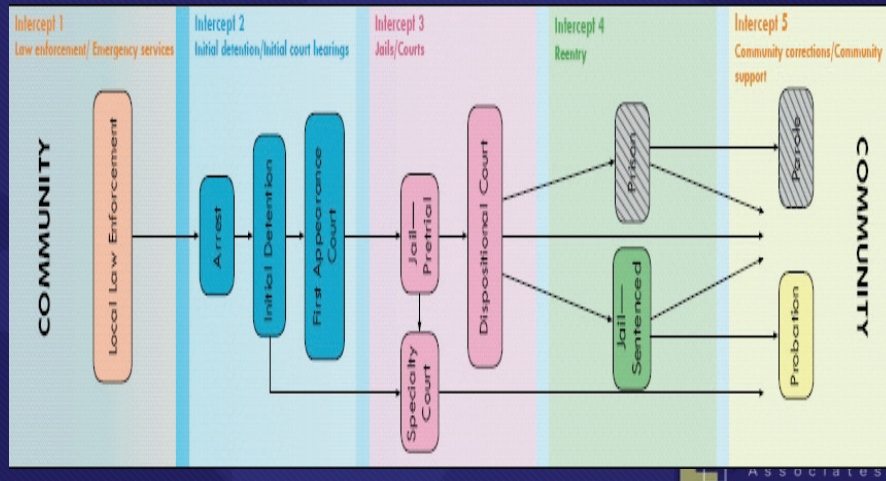 Intercept 1
Law enforcement/ Emergency services
Intercept 2
Initial detention/Initial court hearings
Intercept 3
Jails/Courts
Intercept 4
Reentry
Intercept 5
Community corrections/Community
support
COMMUNITY
Local Law Enforcement
Arrest
Initial Detention
First Appearance
Court
Jail—
Pretrial
Specialty
Court
Dispositional Court
Prison
Jail—
Sentenced
Parole
Probation
COMMUNITY
Associates